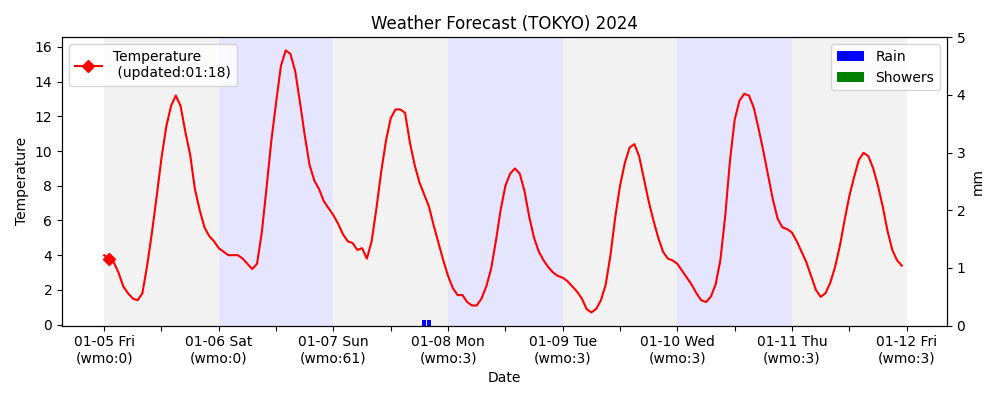 Weather Forecast (TOKYO) 2024
Temperature
(updated:01:18)
Rain
Showers
16
14
12
10
8
6
4
2
0
Temperature
5
4
3
2
1
0
mm
01-05 Fri 01-06 Sat 01-07 Sun 01-08 Mon 01-09 Tue 01-10 Wed 01-11 Thu 01-12 Fri
(wmo:0) (wmo:0) (wmo:61) (wmo:3) (wmo:3) (wmo:3) (wmo:3) (wmo:3)
Date